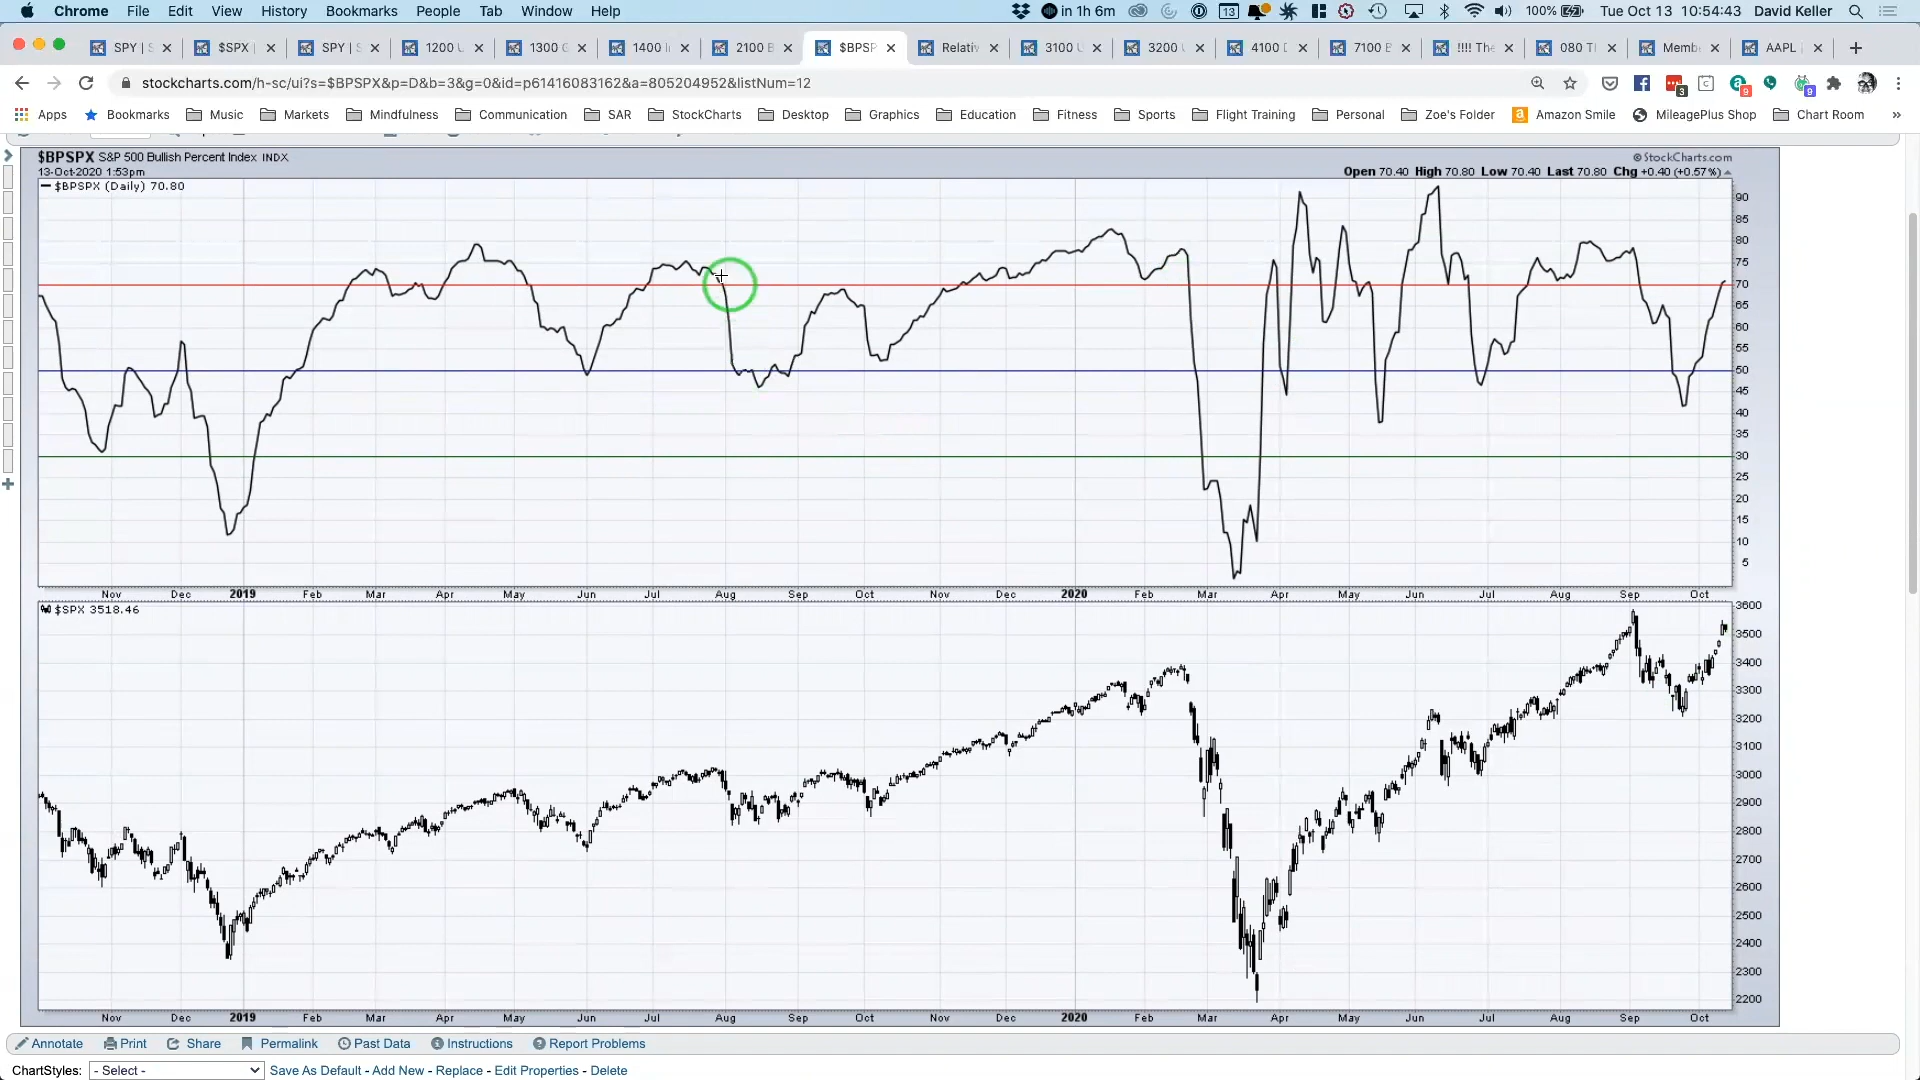 Chrome File Edit View History Bookmarks People Tab Window Help in 1h 6m 13 100% Tue Oct 13 10:54:43 David Keller
SPY | S $SPX | SPY | S 1200 U 1300 G 1400 I 2100 B $BPSP Relativ 3100 U 3200 U 4100 D 7100 E !!!! The 080 T Memb AAPL
stockcharts.com/h-sc/ui?s=$BPSPX&p=D&b=3&g=0&id=p61416083162&a=805204952&listNum=12 3 9 9
Apps Bookmarks Music Markets Mindfulness Communication SAR StockCharts Desktop Graphics Education Fitness Sports Flight Training Personal Zoe's Folder Amazon Smile MileagePlus Shop Chart Room »
$BPSPX S&P 500 Bullish Percent Index INDX ©StockCharts.com
13-Oct-2020 1:53pm Open 70.40 High 70.80 Low 70.40 Last 70.80 Chg +0.40 (+0.57%)
$BPSPX (Daily) 70.80
90
85
80
75
70
65
60
55
50
45
40
35
30
25
20
15
10
5
Nov Dec 2019 Feb Mar Apr May Jun Jul Aug Sep Oct Nov Dec 2020 Feb Mar Apr May Jun Jul Aug Sep Oct
$SPX 3518.46
3600
3500
3400
3300
3200
3100
3000
2900
2800
2700
2600
2500
2400
2300
2200
Nov Dec 2019 Feb Mar Apr May Jun Jul Aug Sep Oct Nov Dec 2020 Feb Mar Apr May Jun Jul Aug Sep Oct
Annotate Print Share Permalink Past Data Instructions Report Problems
ChartStyles: - Select - Save As Default - Add New - Replace - Edit Properties - Delete